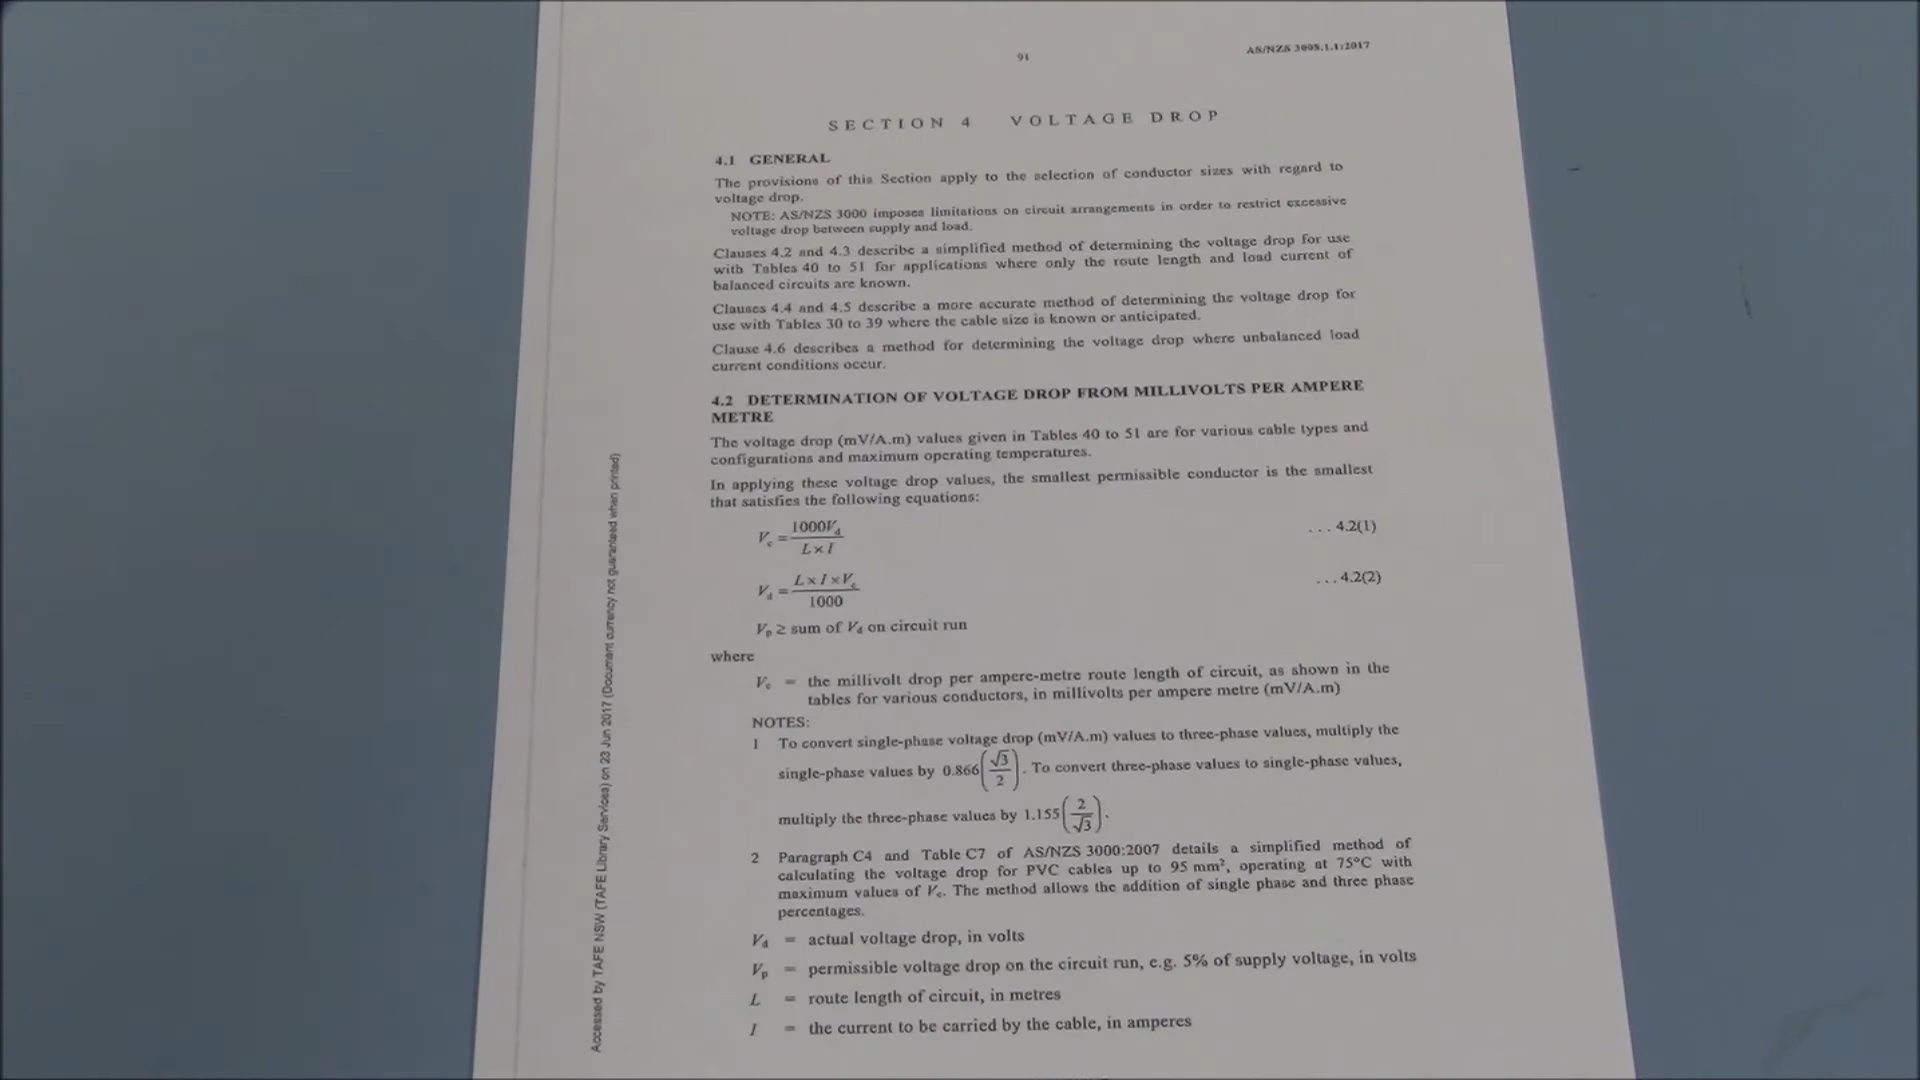 91
AS/NZS 3008.1.1:2017
SECTION 4 VOLTAGE DROP
4.1 GENERAL
The provisions of this Section apply to the selection of conductor sizes with regard to
voltage drop.
NOTE: AS/NZS 3000 imposes limitations on circuit arrangements in order to restrict excessive
voltage drop between supply and load.
Clauses 4.2 and 4.3 describe a simplified method of determining the voltage drop for use
with Tables 40 to 51 for applications where only the route length and load current of
balanced circuits are known.
Clauses 4.4 and 4.5 describe a more accurate method of determining the voltage drop for
use with Tables 30 to 39 where the cable size is known or anticipated.
Clause 4.6 describes a method for determining the voltage drop where unbalanced load
current conditions occur.
4.2 DETERMINATION OF VOLTAGE DROP FROM MILLIVOLTS PER AMPERE
METRE
The voltage drop (mV/A.m) values given in Tables 40 to 51 are for various cable types and
configurations and maximum operating temperatures.
In applying these voltage drop values, the smallest permissible conductor is the smallest
that satisfies the following equations:
Vc = 1000Vd / L × I ... 4.2(1)
Vd = L × I × Vc / 1000 ... 4.2(2)
Vp ≥ sum of Vd on circuit run
where
Vc = the millivolt drop per ampere-metre route length of circuit, as shown in the
tables for various conductors, in millivolts per ampere metre (mV/A.m)
NOTES:
1 To convert single-phase voltage drop (mV/A.m) values to three-phase values, multiply the
single-phase values by 0.866 (√3/2). To convert three-phase values to single-phase values,
multiply the three-phase values by 1.155 (2/√3).
2 Paragraph C4 and Table C7 of AS/NZS 3000:2007 details a simplified method of
calculating the voltage drop for PVC cables up to 95 mm², operating at 75°C with
maximum values of Vc. The method allows the addition of single phase and three phase
percentages.
Vd = actual voltage drop, in volts
Vp = permissible voltage drop on the circuit run, e.g. 5% of supply voltage, in volts
L = route length of circuit, in metres
I = the current to be carried by the cable, in amperes
Accessed by TAFE NSW (TAFE Library Services) on 23 Jun 2017 (Document currency not guaranteed when printed)